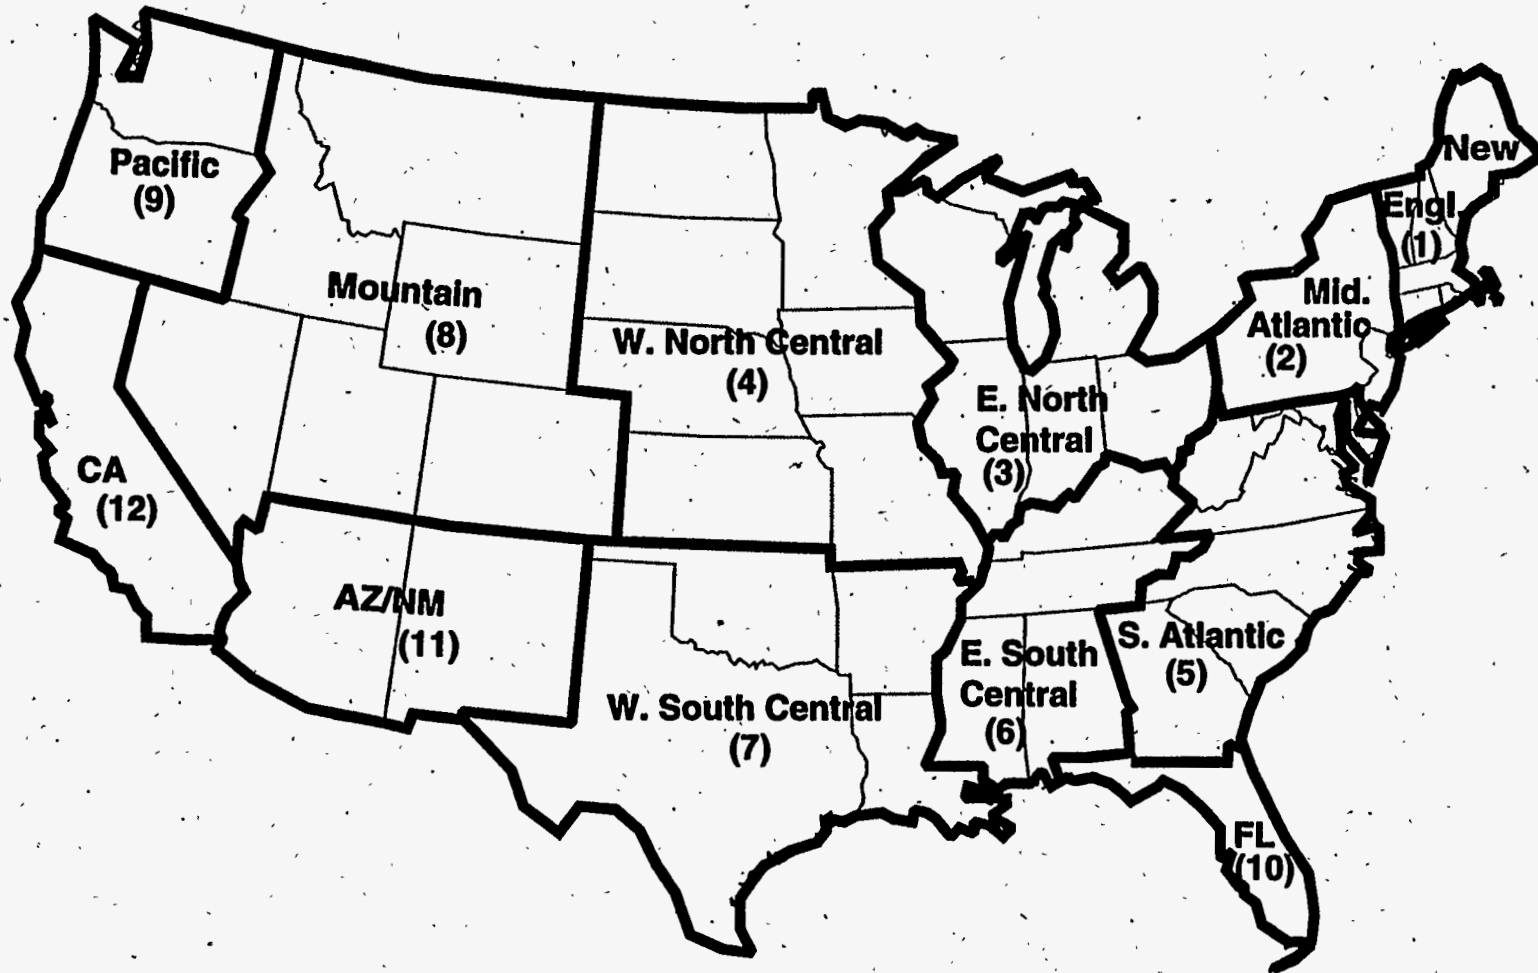 New
Engl.
(1)
Pacific
(9)
Mountain
(8)
Mid.
Atlantic
(2)
W. North Central
(4)
E. North
Central
(3)
CA
(12)
AZ/NM
(11)
W. South Central
(7)
E. South
Central
(6)
S. Atlantic
(5)
FL
(10)